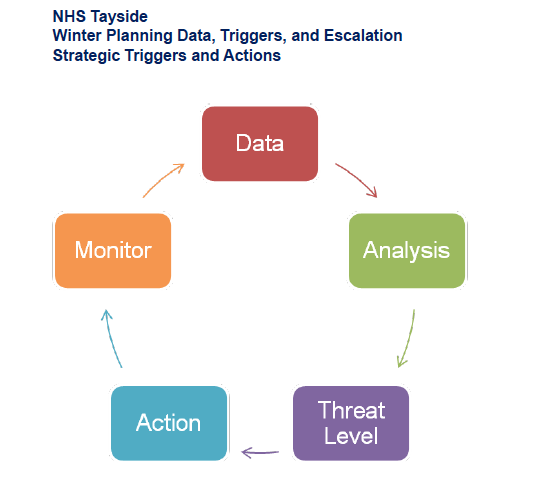 NHS Tayside
Winter Planning Data, Triggers, and Escalation
Strategic Triggers and Actions
Data
Analysis
Threat
Level
Action
Monitor